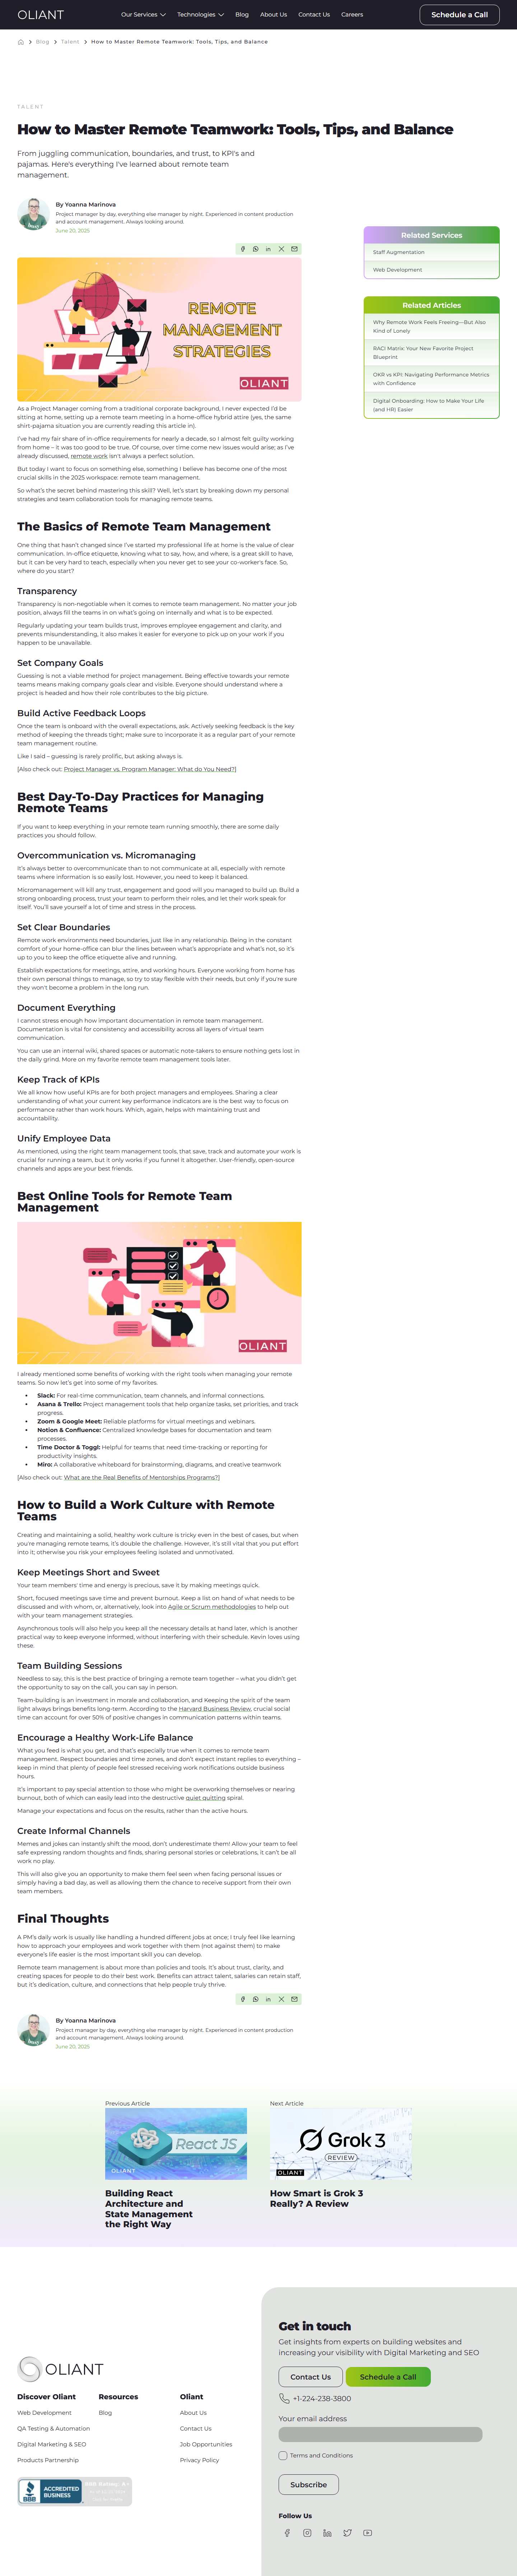 OLIANT
Our Services
Technologies
Blog
About Us
Contact Us
Careers
Schedule a Call
Blog
Talent
How to Master Remote Teamwork: Tools, Tips, and Balance
TALENT
How to Master Remote Teamwork: Tools, Tips, and Balance
From juggling communication, boundaries, and trust, to KPI's and
pajamas. Here's everything I've learned about remote team
management.
By Yoanna Marinova
Project manager by day, everything else manager by night. Experienced in content production
and account management. Always looking around.
June 20, 2025
Related Services
Staff Augmentation
Web Development
Related Articles
Why Remote Work Feels Freeing—But Also
Kind of Lonely
RACI Matrix: Your New Favorite Project
Blueprint
OKR vs KPI: Navigating Performance Metrics
with Confidence
Digital Onboarding: How to Make Your Life
(and HR) Easier
REMOTE
MANAGEMENT
STRATEGIES
OLIANT
As a Project Manager coming from a traditional corporate background, I never expected I'd be
sitting at home, setting up a remote team meeting in a home-office hybrid attire (yes, the same
shirt-pajama situation you are currently reading this article in).
I've had my fair share of in-office requirements for nearly a decade, so I almost felt guilty working
from home – it was too good to be true. Of course, over time come new issues would arise; as I've
already discussed, remote work isn't always a perfect solution.
But today I want to focus on something else, something I believe has become one of the most
crucial skills in the 2025 workspace: remote team management.
So what's the secret behind mastering this skill? Well, let's start by breaking down my personal
strategies and team collaboration tools for managing remote teams.
The Basics of Remote Team Management
One thing that hasn't changed since I've started my professional life at home is the value of clear
communication. In-office etiquette, knowing what to say, how, and where, is a great skill to have,
but it can be very hard to teach, especially when you never get to see your co-worker's face. So,
where do you start?
Transparency
Transparency is non-negotiable when it comes to remote team management. No matter your job
position, always fill the teams in on what's going on internally and what is to be expected.
Regularly updating your team builds trust, improves employee engagement and clarity, and
prevents misunderstanding, it also makes it easier for everyone to pick up on your work if you
happen to be unavailable.
Set Company Goals
Guessing is not a viable method for project management. Being effective towards your remote
teams means making company goals clear and visible. Everyone should understand where a
project is headed and how their role contributes to the big picture.
Build Active Feedback Loops
Once the team is onboard with the overall expectations, ask. Actively seeking feedback is the key
method of keeping the threads tight; make sure to incorporate it as a regular part of your remote
team management routine.
Like I said – guessing is rarely prolific, but asking always is.
[Also check out: Project Manager vs. Program Manager: What do You Need?]
Best Day-To-Day Practices for Managing
Remote Teams
If you want to keep everything in your remote team running smoothly, there are some daily
practices you should follow.
Overcommunication vs. Micromanaging
It's always better to overcommunicate than to not communicate at all, especially with remote
teams where information is so easily lost. However, you need to keep it balanced.
Micromanagement will kill any trust, engagement and good will you managed to build up. Build a
strong onboarding process, trust your team to perform their roles, and let their work speak for
itself. You'll save yourself a lot of time and stress in the process.
Set Clear Boundaries
Remote work environments need boundaries, just like in any relationship. Being in the constant
comfort of your home-office can blur the lines between what's appropriate and what's not, so it's
up to you to keep the office etiquette alive and running.
Establish expectations for meetings, attire, and working hours. Everyone working from home has
their own personal things to manage, so try to stay flexible with their needs, but only if you're sure
they won't become a problem in the long run.
Document Everything
I cannot stress enough how important documentation in remote team management.
Documentation is vital for consistency and accessibility across all layers of virtual team
communication.
You can use an internal wiki, shared spaces or automatic note-takers to ensure nothing gets lost in
the daily grind. More on my favorite remote team management tools later.
Keep Track of KPIs
We all know how useful KPIs are for both project managers and employees. Sharing a clear
understanding of what your current key performance indicators are is the best way to focus on
performance rather than work hours. Which, again, helps with maintaining trust and
accountability.
Unify Employee Data
As mentioned, using the right team management tools, that save, track and automate your work is
crucial for running a team, but it only works if you funnel it altogether. User-friendly, open-source
channels and apps are your best friends.
Best Online Tools for Remote Team
Management
OLIANT
I already mentioned some benefits of working with the right tools when managing your remote
teams. So now let's get into some of my favorites.
• Slack: For real-time communication, team channels, and informal connections.
• Asana & Trello: Project management tools that help organize tasks, set priorities, and track
progress.
• Zoom & Google Meet: Reliable platforms for virtual meetings and webinars.
• Notion & Confluence: Centralized knowledge bases for documentation and team
processes.
• Time Doctor & Toggl: Helpful for teams that need time-tracking or reporting for
productivity insights.
• Miro: A collaborative whiteboard for brainstorming, diagrams, and creative teamwork
[Also check out: What are the Real Benefits of Mentorships Programs?]
How to Build a Work Culture with Remote
Teams
Creating and maintaining a solid, healthy work culture is tricky even in the best of cases, but when
you're managing remote teams, it's double the challenge. However, it's still vital that you put effort
into it; otherwise you risk your employees feeling isolated and unmotivated.
Keep Meetings Short and Sweet
Your team members' time and energy is precious, save it by making meetings quick.
Short, focused meetings save time and prevent burnout. Keep a list on hand of what needs to be
discussed and with whom, or, alternatively, look into Agile or Scrum methodologies to help out
with your team management strategies.
Asynchronous tools will also help you keep all the necessary details at hand later, which is another
practical way to keep everyone informed, without interfering with their schedule. Kevin loves using
these.
Team Building Sessions
Needless to say, this is the best practice of bringing a remote team together – what you didn't get
the opportunity to say on the call, you can say in person.
Team-building is an investment in morale and collaboration, and Keeping the spirit of the team
light always brings benefits long-term. According to the Harvard Business Review, crucial social
time can account for over 50% of positive changes in communication patterns within teams.
Encourage a Healthy Work-Life Balance
What you feed is what you get, and that's especially true when it comes to remote team
management. Respect boundaries and time zones, and don't expect instant replies to everything –
keep in mind that plenty of people feel stressed receiving work notifications outside business
hours.
It's important to pay special attention to those who might be overworking themselves or nearing
burnout, both of which can easily lead into the destructive quiet quitting spiral.
Manage your expectations and focus on the results, rather than the active hours.
Create Informal Channels
Memes and jokes can instantly shift the mood, don't underestimate them! Allow your team to feel
safe expressing random thoughts and finds, sharing personal stories or celebrations, it can't be all
work no play.
This will also give you an opportunity to make them feel seen when facing personal issues or
simply having a bad day, as well as allowing them the chance to receive support from their own
team members.
Final Thoughts
A PM's daily work is usually like handling a hundred different jobs at once; I truly feel like learning
how to approach your employees and work together with them (not against them) to make
everyone's life easier is the most important skill you can develop.
Remote team management is about more than policies and tools. It's about trust, clarity, and
creating spaces for people to do their best work. Benefits can attract talent, salaries can retain staff,
but it's dedication, culture, and connections that help people truly thrive.
By Yoanna Marinova
Project manager by day, everything else manager by night. Experienced in content production
and account management. Always looking around.
June 20, 2025
Previous Article
React JS
OLIANT
Building React
Architecture and
State Management
the Right Way
Next Article
Grok 3
REVIEW
OLIANT
How Smart is Grok 3
Really? A Review
OLIANT
Discover Oliant
Web Development
QA Testing & Automation
Digital Marketing & SEO
Products Partnership
Resources
Blog
Oliant
About Us
Contact Us
Job Opportunities
Privacy Policy
BBB
ACCREDITED
BUSINESS
BBB Rating: A+
Get in touch
Get insights from experts on building websites and
increasing your visibility with Digital Marketing and SEO
Contact Us
Schedule a Call
+1-224-238-3800
Your email address
Terms and Conditions
Subscribe
Follow Us